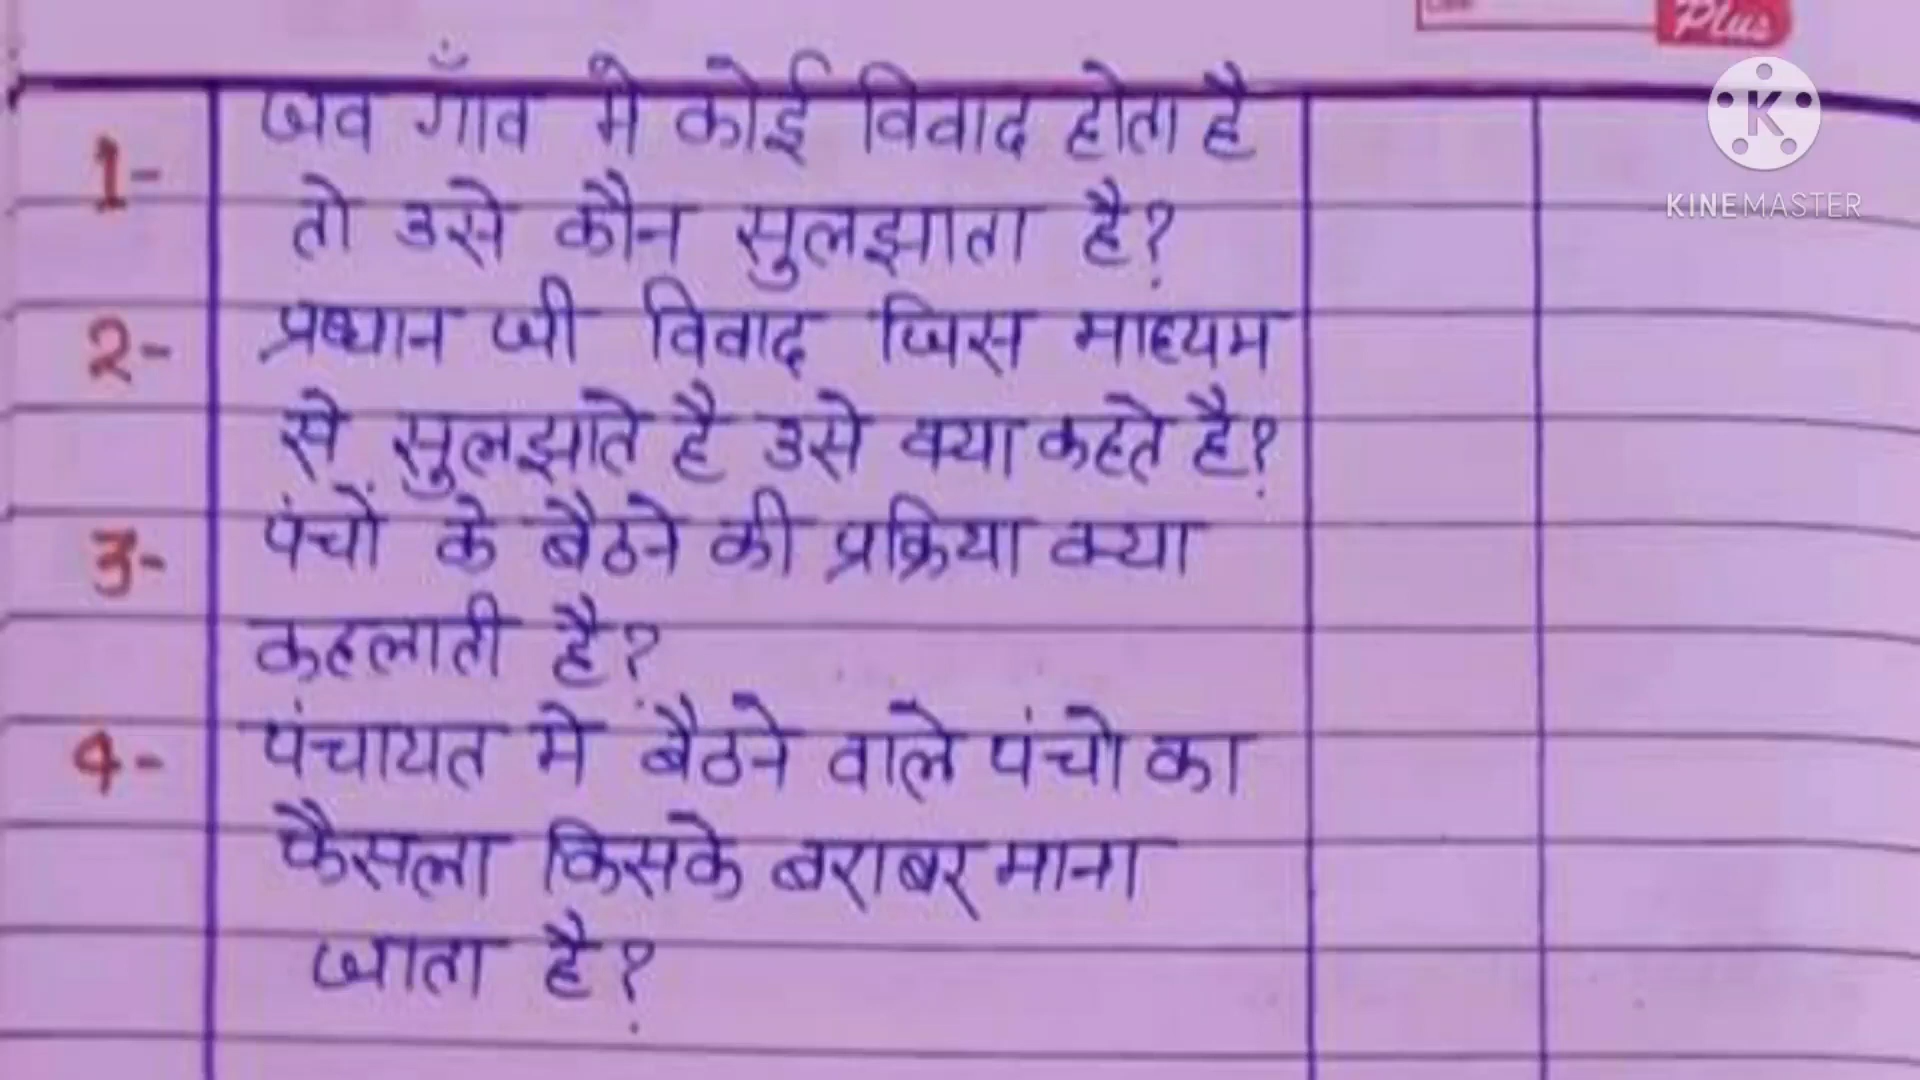 Plus
जब गाँव मे कोई विवाद होता है
1-
तो उसे कौन सुलझाता है?
2- प्रधान जी विवाद जिस माध्यम
से सुलझाते है उसे क्या कहते है?
3- पंचों के बैठने की प्रक्रिया क्या
कहलाती है?
4- पंचायत मे बैठने वाले पंचो का
फैसला किसके बराबर माना
जाता है?
K
KINEMASTER